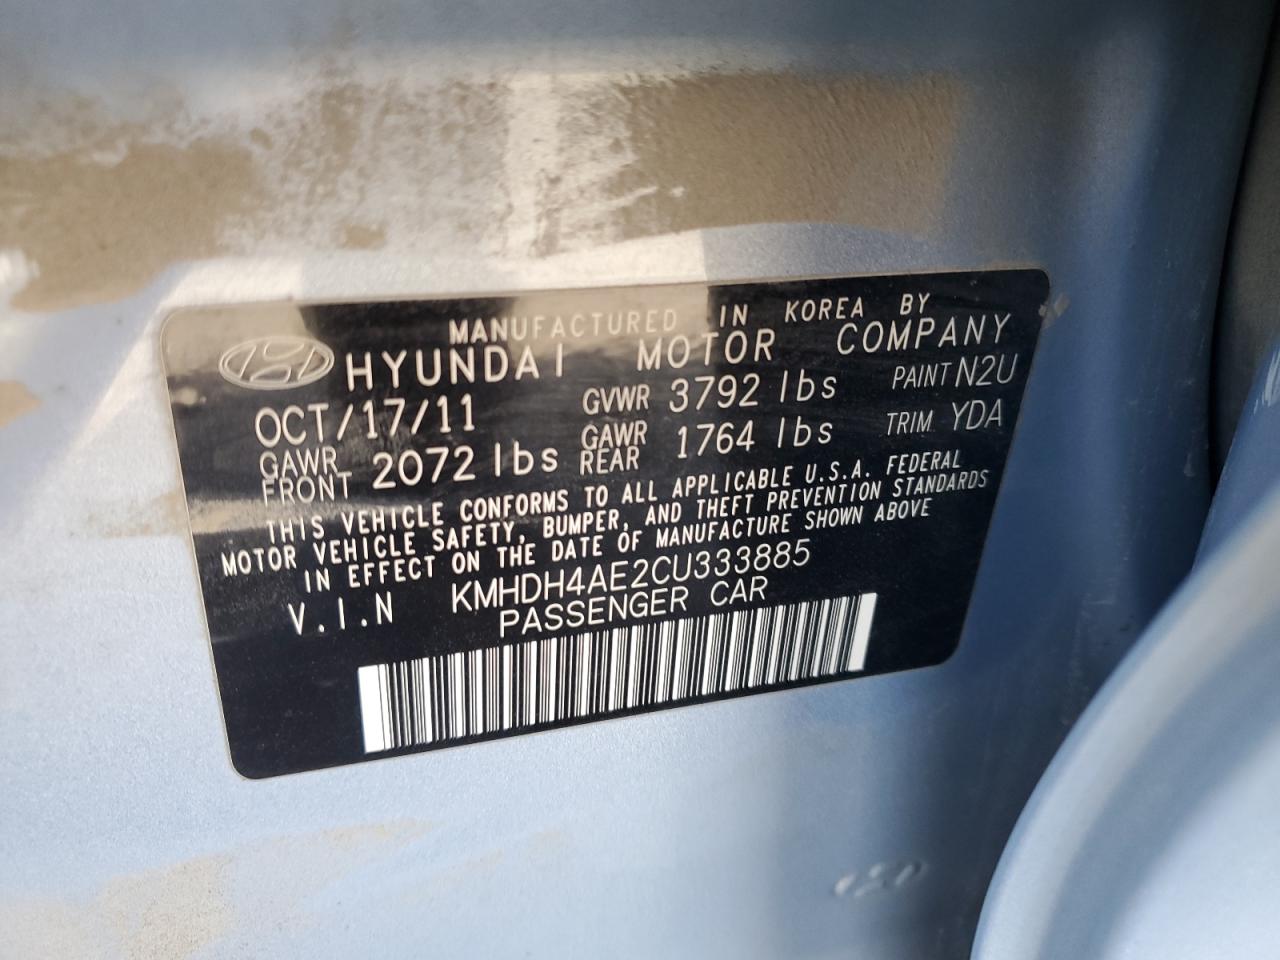 MANUFACTURED IN KOREA BY
HYUNDAI MOTOR COMPANY
OCT/17/11 GVWR 3792 lbs PAINT N2U
GAWR FRONT 2072 lbs GAWR REAR 1764 lbs TRIM YDA
THIS VEHICLE CONFORMS TO ALL APPLICABLE U.S.A. FEDERAL
MOTOR VEHICLE SAFETY, BUMPER, AND THEFT PREVENTION STANDARDS
IN EFFECT ON THE DATE OF MANUFACTURE SHOWN ABOVE
V.I.N KMHDH4AE2CU333885
PASSENGER CAR